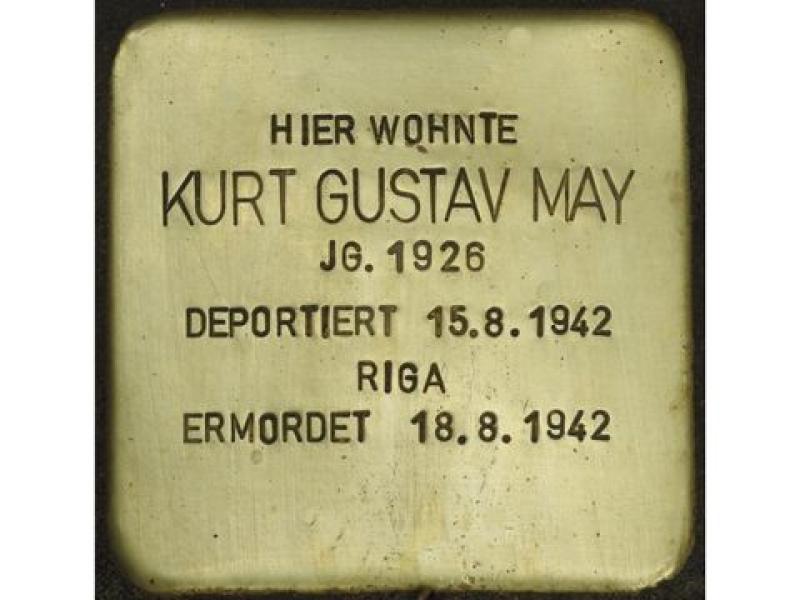 HIER WOHNTE
KURT GUSTAV MAY
JG. 1926
DEPORTIERT 15.8.1942
RIGA
ERMORDET 18.8.1942